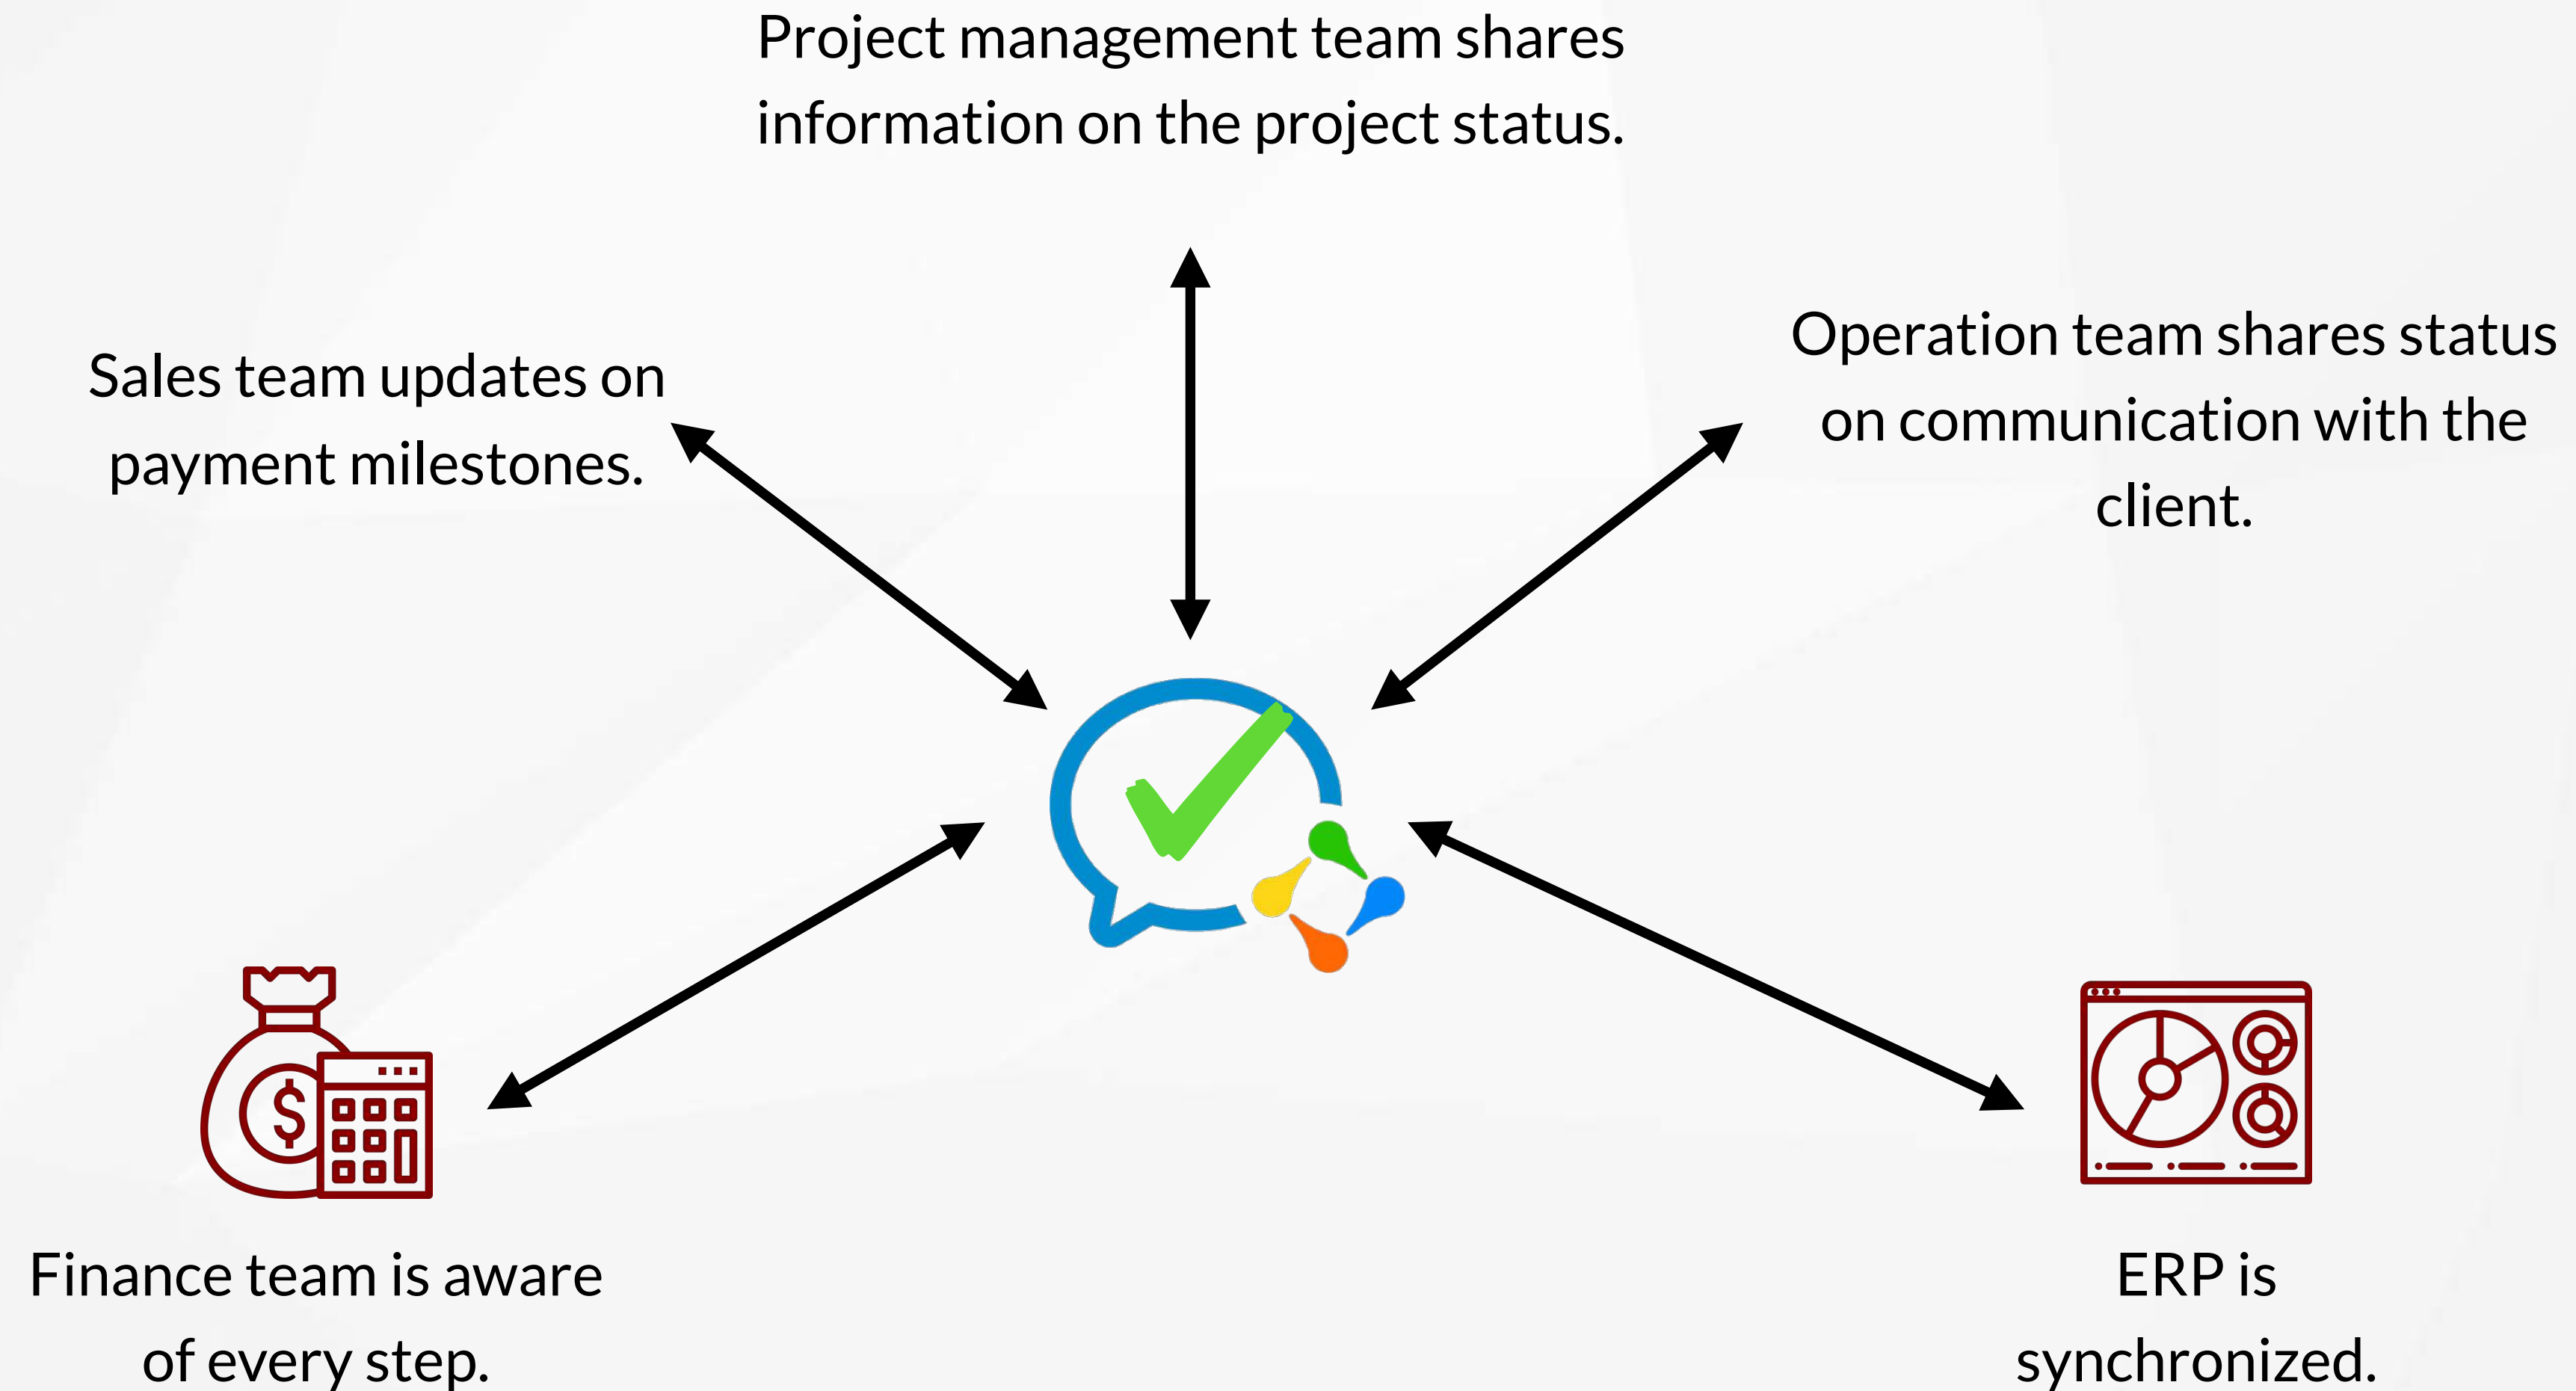 Project management team shares
information on the project status.
Sales team updates on
payment milestones.
Operation team shares status
on communication with the
client.
$
Finance team is aware
of every step.
ERP is
synchronized.